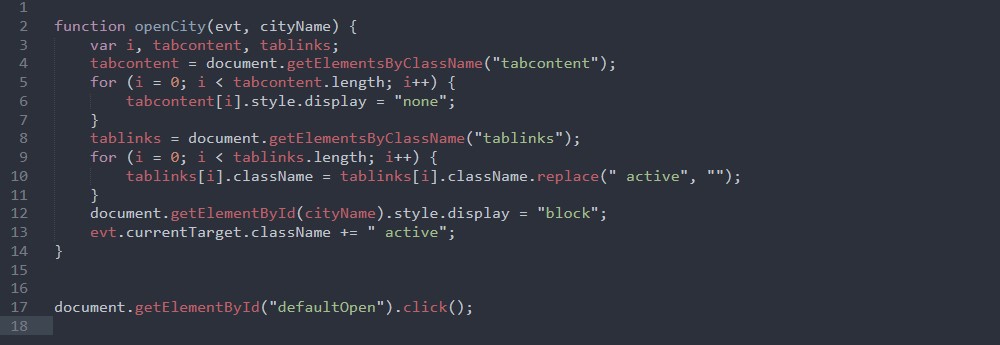 1
2 function openCity(evt, cityName) {
3     var i, tabcontent, tablinks;
4     tabcontent = document.getElementsByClassName("tabcontent");
5     for (i = 0; i < tabcontent.length; i++) {
6         tabcontent[i].style.display = "none";
7     }
8     tablinks = document.getElementsByClassName("tablinks");
9     for (i = 0; i < tablinks.length; i++) {
10         tablinks[i].className = tablinks[i].className.replace(" active", "");
11     }
12     document.getElementById(cityName).style.display = "block";
13     evt.currentTarget.className += " active";
14 }
15
16
17 document.getElementById("defaultOpen").click();
18